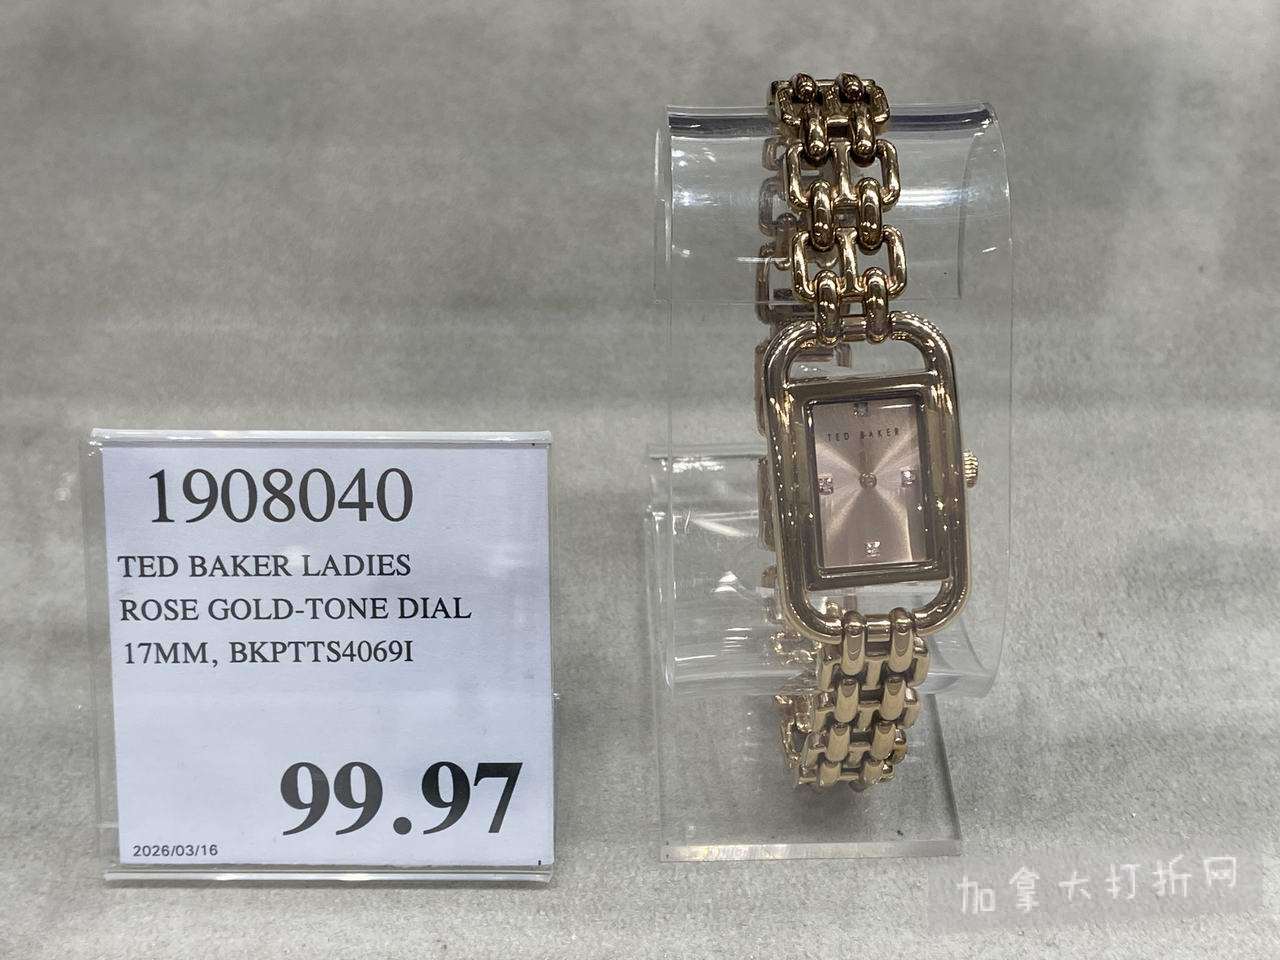 1908040
TED BAKER LADIES
ROSE GOLD-TONE DIAL
17MM, BKPTTS4069I
99.97
2026/03/16
TED BAKER
加拿大打折网